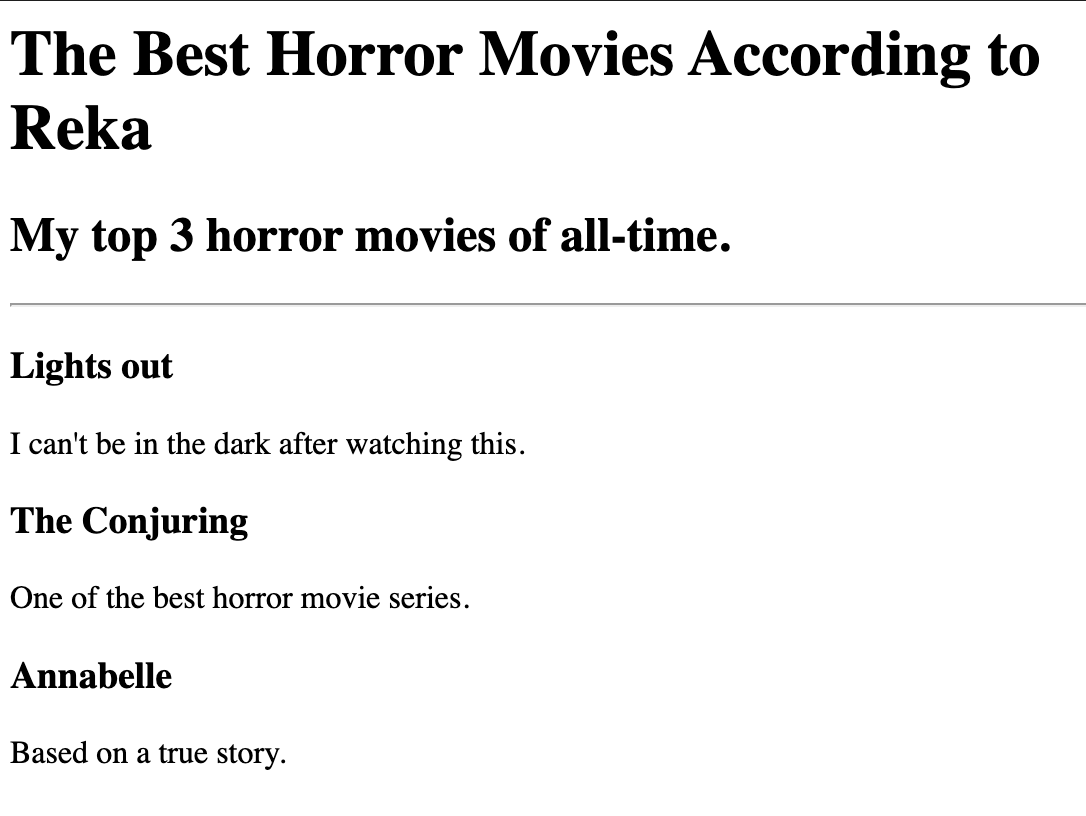 The Best Horror Movies According to
Reka
My top 3 horror movies of all-time.
Lights out
I can't be in the dark after watching this.
The Conjuring
One of the best horror movie series.
Annabelle
Based on a true story.